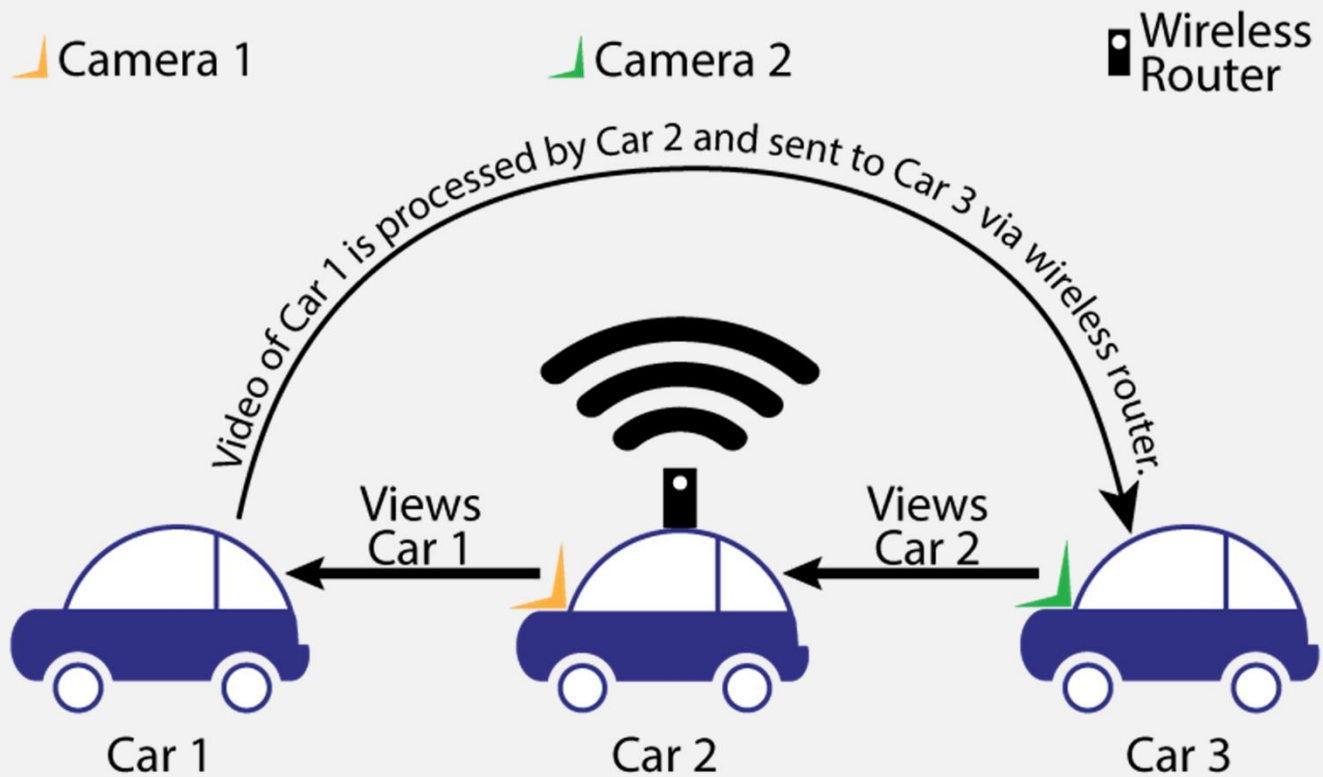 Camera 1
Camera 2
Wireless
Router
Video of Car 1 is processed by Car 2 and sent to Car 3 via wireless router.
Views
Car 1
Views
Car 2
Car 1
Car 2
Car 3